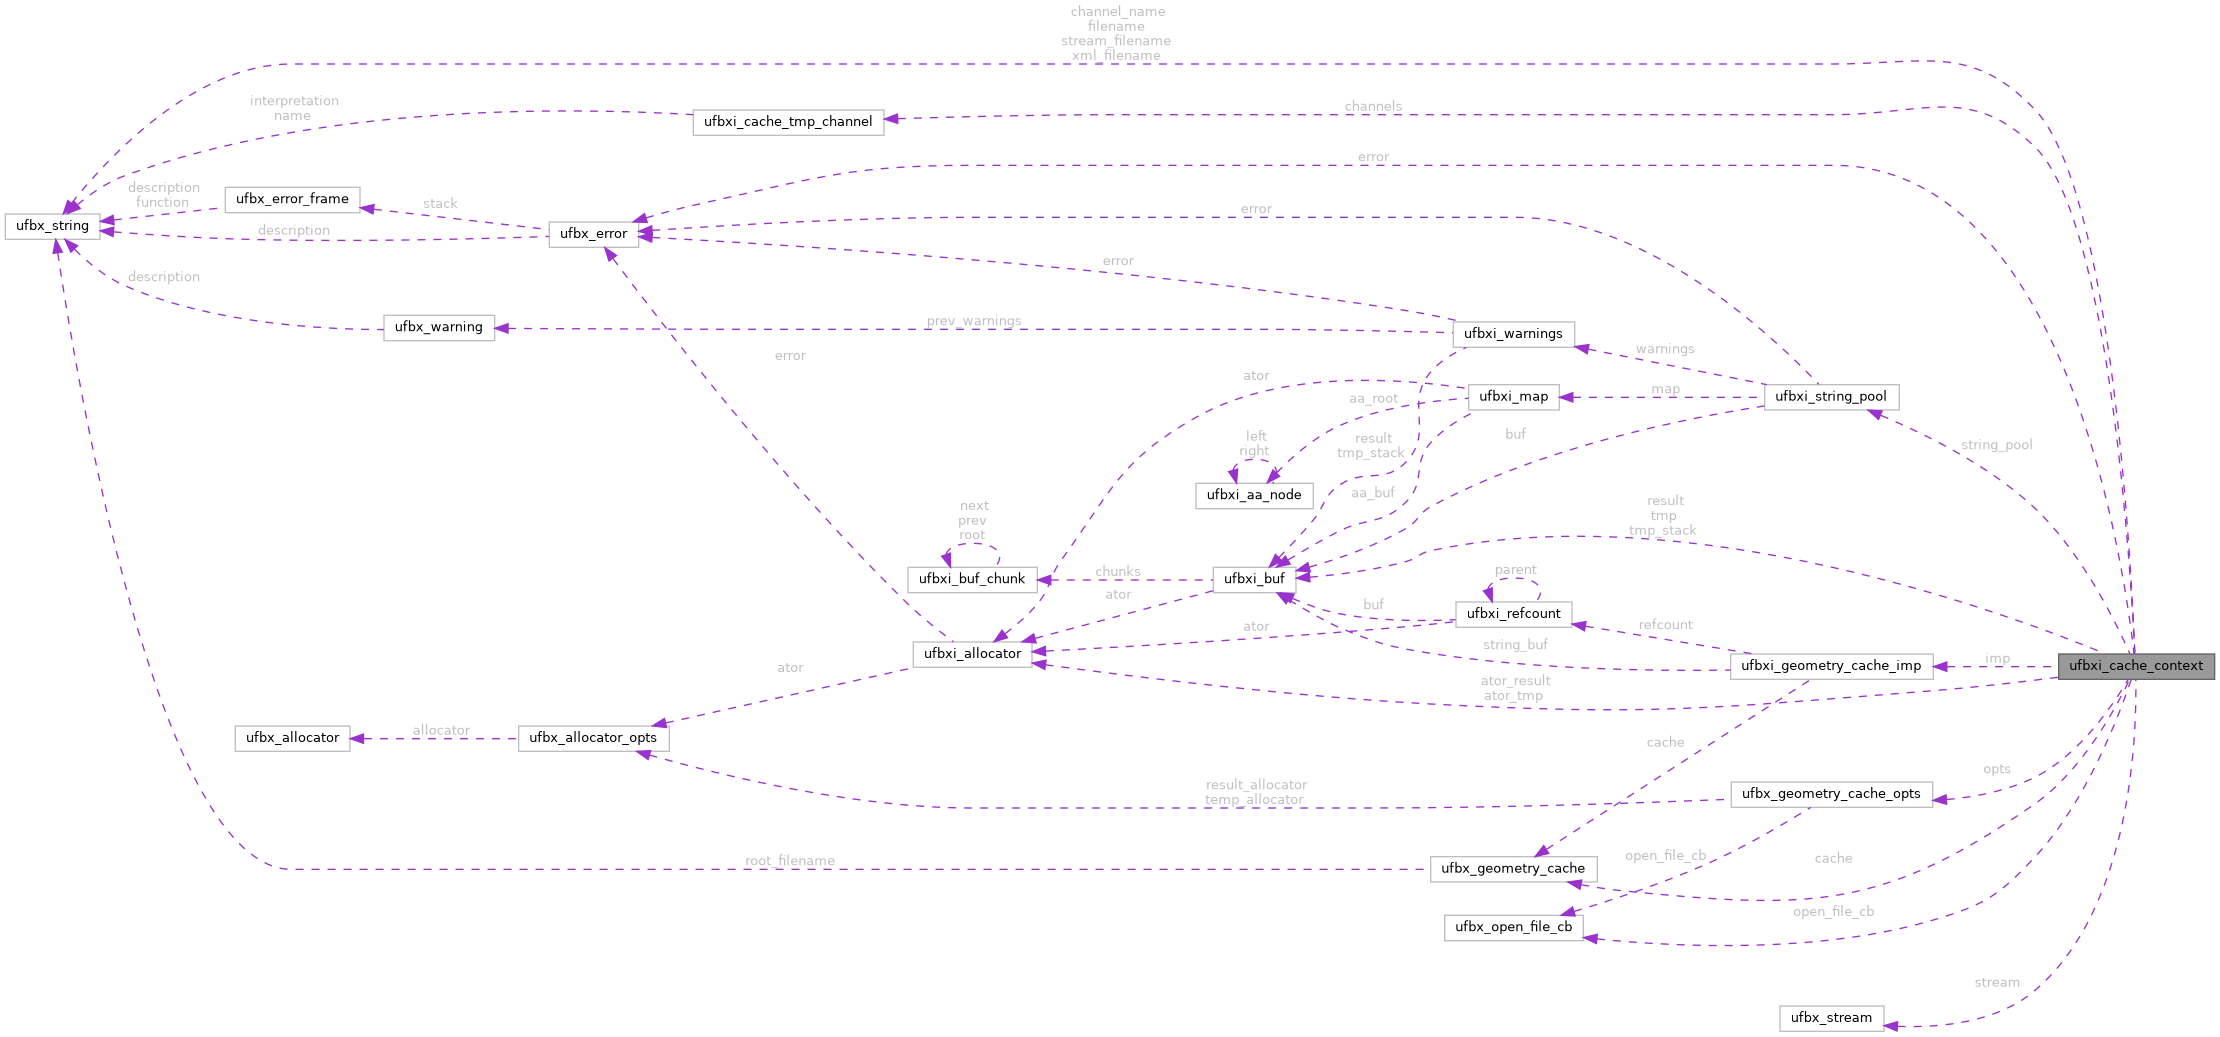 channel_name
filename
stream_filename
xml_filename
interpretation
name
channels
ufbxi_cache_tmp_channel
error
description
function
ufbx_error_frame
stack
error
ufbx_string
description
ufbx_error
error
description
ufbx_warning
prev_warnings
ufbxi_warnings
warnings
error
ator
aa_root
ufbxi_map
map
ufbxi_string_pool
left
right
result
tmp_stack
buf
string_pool
ufbxi_aa_node
aa_buf
next
prev
root
result
tmp
tmp_stack
ufbxi_buf_chunk
chunks
ufbxi_buf
parent
ator
buf
ufbxi_refcount
ator
refcount
string_buf
ufbxi_allocator
ufbxi_geometry_cache_imp
imp
ufbxi_cache_context
ator
ator_result
ator_tmp
ufbx_allocator
allocator
ufbx_allocator_opts
cache
opts
result_allocator
temp_allocator
ufbx_geometry_cache_opts
root_filename
ufbx_geometry_cache
open_file_cb
cache
ufbx_open_file_cb
open_file_cb
stream
ufbx_stream